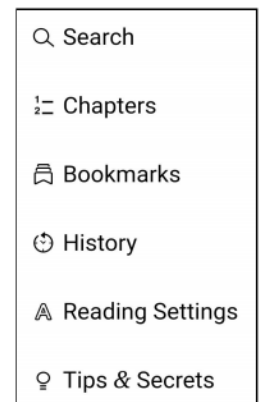 Search
Chapters
Bookmarks
History
Reading Settings
Tips & Secrets